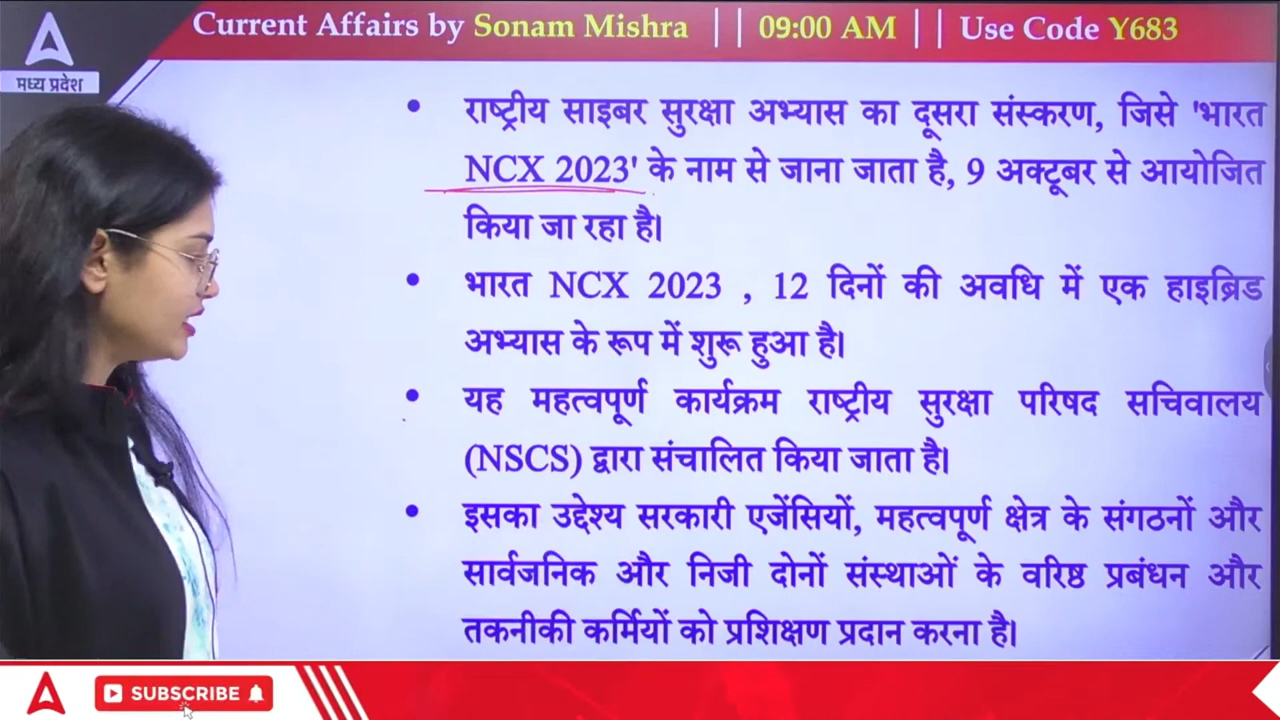 Current Affairs by Sonam Mishra || 09:00 AM || Use Code Y683
मध्य प्रदेश
• राष्ट्रीय साइबर सुरक्षा अभ्यास का दूसरा संस्करण, जिसे 'भारत
NCX 2023' के नाम से जाना जाता है, 9 अक्टूबर से आयोजित
किया जा रहा है।
• भारत NCX 2023 , 12 दिनों की अवधि में एक हाइब्रिड
अभ्यास के रूप में शुरू हुआ है।
• यह महत्वपूर्ण कार्यक्रम राष्ट्रीय सुरक्षा परिषद सचिवालय
(NSCS) द्वारा संचालित किया जाता है।
• इसका उद्देश्य सरकारी एजेंसियों, महत्वपूर्ण क्षेत्र के संगठनों और
सार्वजनिक और निजी दोनों संस्थाओं के वरिष्ठ प्रबंधन और
तकनीकी कर्मियों को प्रशिक्षण प्रदान करना है।
SUBSCRIBE